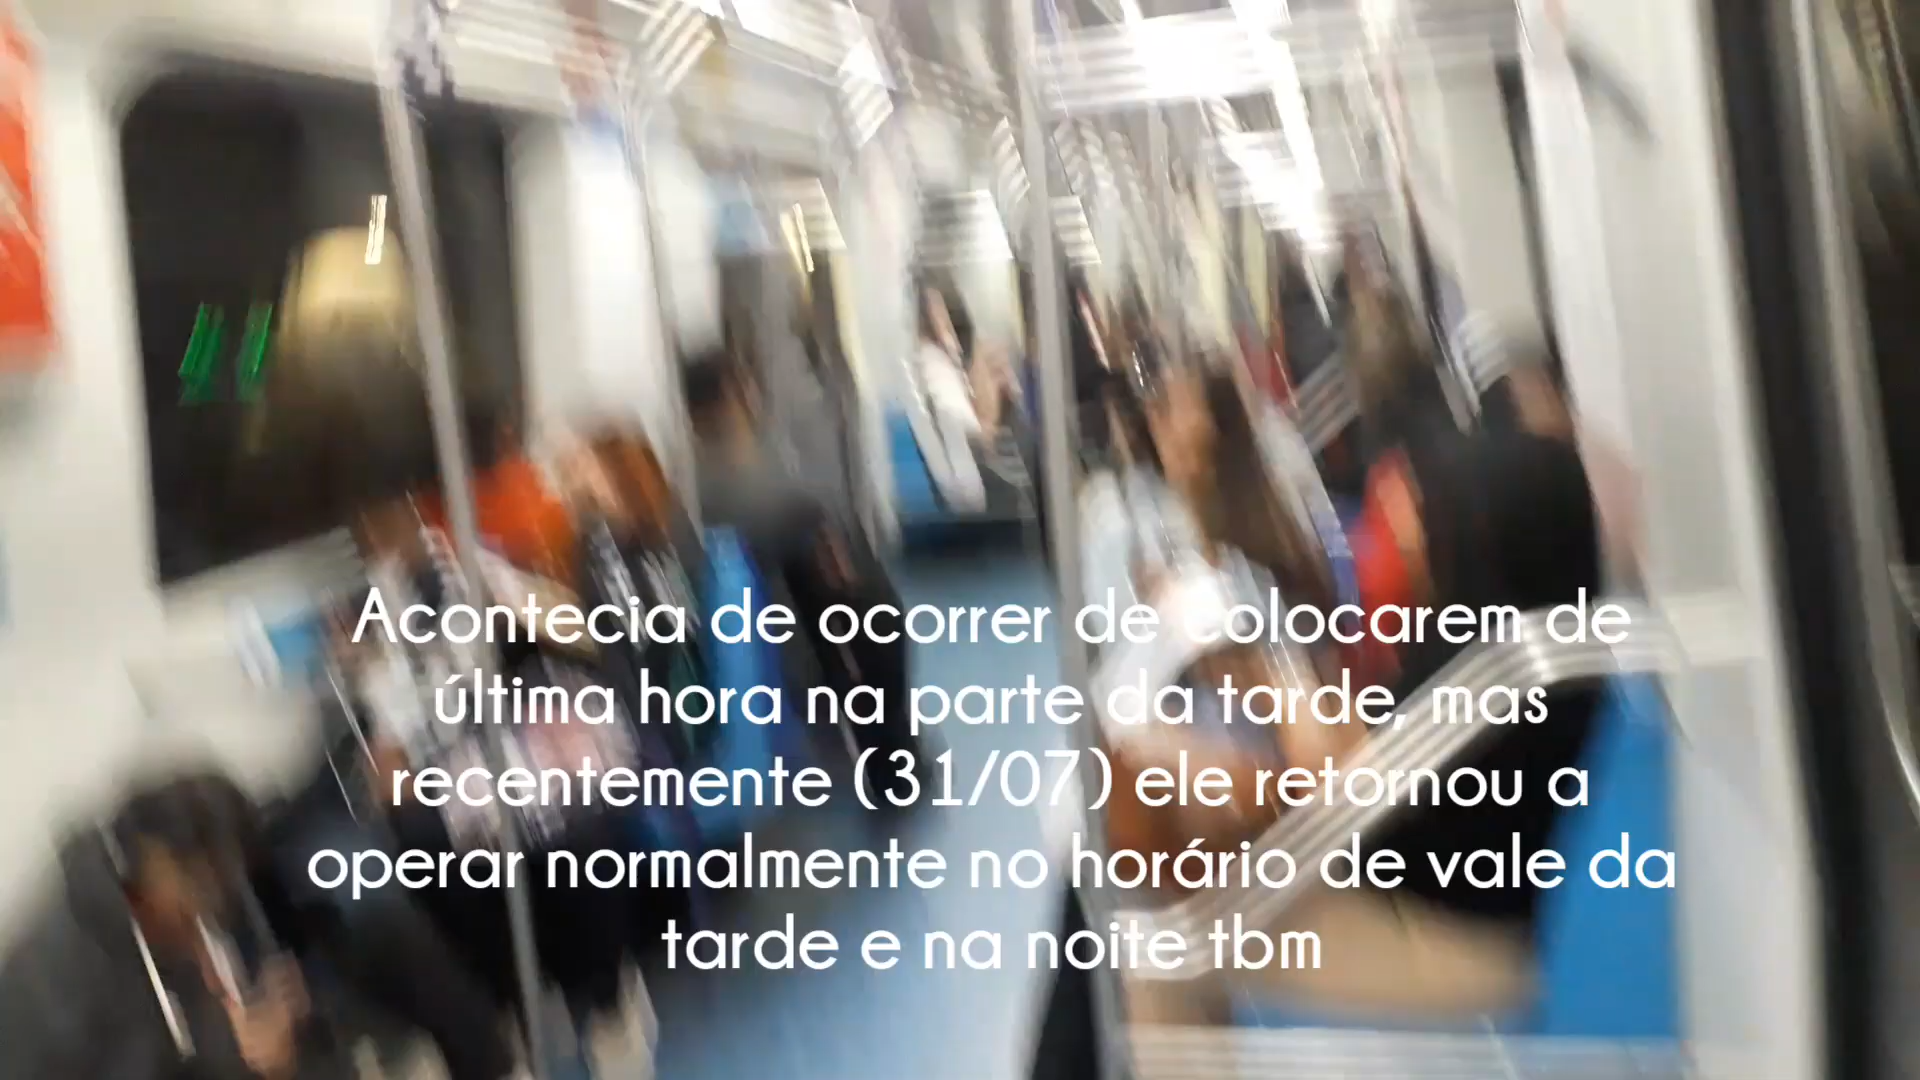 Acontecia de ocorrer de colocarem de
última hora na parte da tarde, mas
recentemente (31/07) ele retornou a
operar normalmente no horário de vale da
tarde e na noite tbm